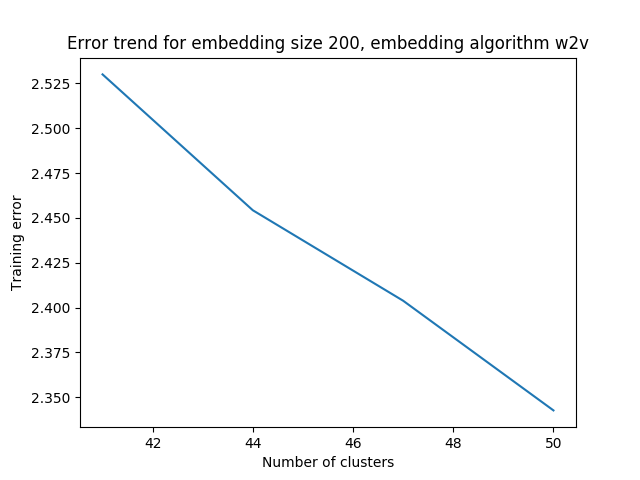 Error trend for embedding size 200, embedding algorithm w2v
2.525
2.500
2.475
2.450
2.425
2.400
2.375
2.350
Training error
42 44 46 48 50
Number of clusters